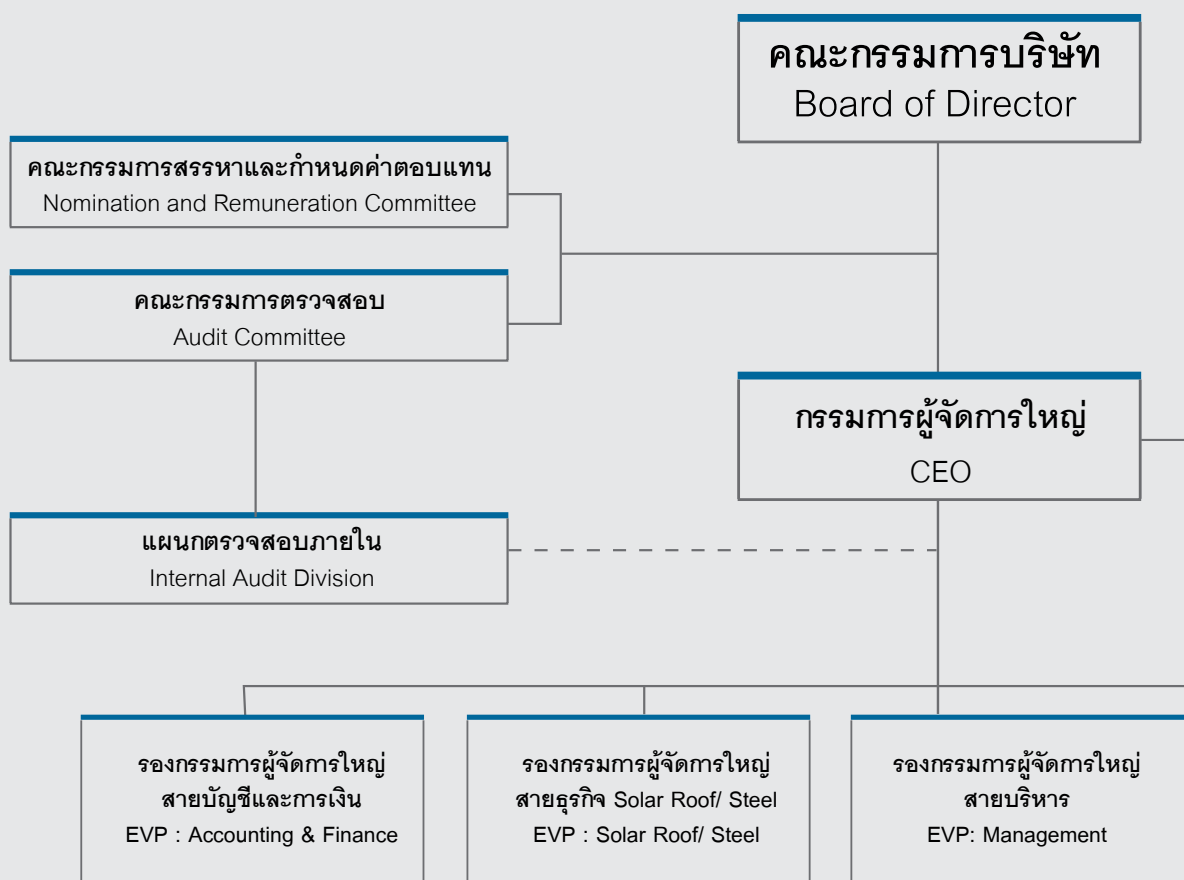 คณะกรรมการบริษัท
Board of Director
คณะกรรมการสรรหาและกำหนดค่าตอบแทน
Nomination and Remuneration Committee
คณะกรรมการตรวจสอบ
Audit Committee
กรรมการผู้จัดการใหญ่
CEO
แผนกตรวจสอบภายใน
Internal Audit Division
รองกรรมการผู้จัดการใหญ่
สายบัญชีและการเงิน
EVP : Accounting & Finance
รองกรรมการผู้จัดการใหญ่
สายธุรกิจ Solar Roof/ Steel
EVP : Solar Roof/ Steel
รองกรรมการผู้จัดการใหญ่
สายบริหาร
EVP: Management